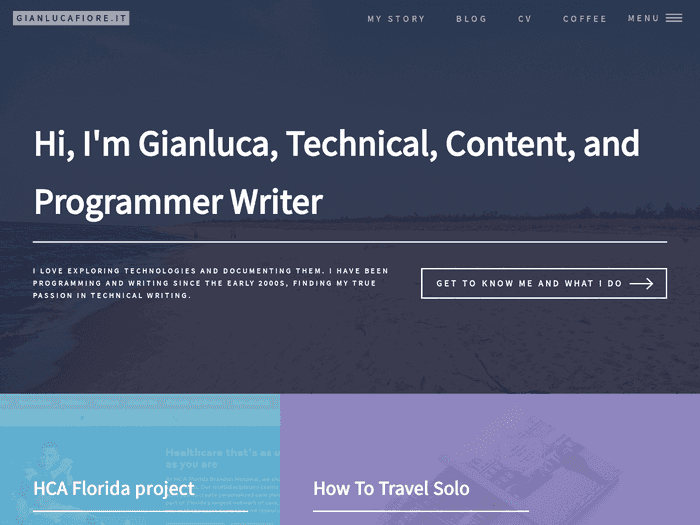 GIANLUCAFIORE.IT
MY STORY BLOG CV COFFEE MENU
Hi, I'm Gianluca, Technical, Content, and
Programmer Writer
I LOVE EXPLORING TECHNOLOGIES AND DOCUMENTING THEM. I HAVE BEEN
PROGRAMMING AND WRITING SINCE THE EARLY 2000S, FINDING MY TRUE
PASSION IN TECHNICAL WRITING.
GET TO KNOW ME AND WHAT I DO
Healthcare that's as
as you are
HCA Florida project
How To Travel Solo